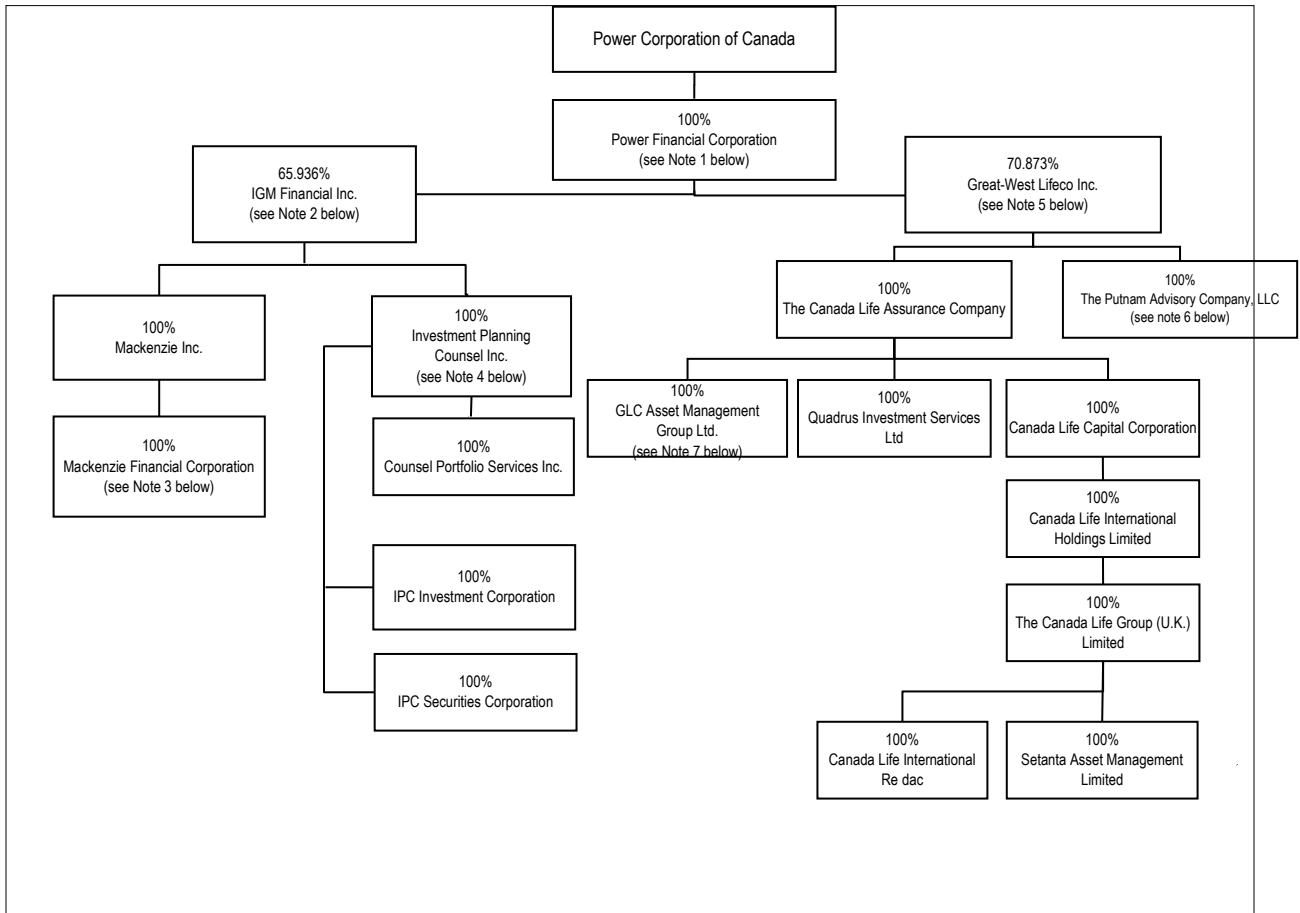 Power Corporation of Canada
100%
Power Financial Corporation
(see Note 1 below)
65.936%
IGM Financial Inc.
(see Note 2 below)
70.873%
Great-West Lifeco Inc.
(see Note 5 below)
100%
Mackenzie Inc.
100%
Investment Planning
Counsel Inc.
(see Note 4 below)
100%
The Canada Life Assurance Company
100%
The Putnam Advisory Company, LLC
(see note 6 below)
100%
Mackenzie Financial Corporation
(see Note 3 below)
100%
Counsel Portfolio Services Inc.
100%
GLC Asset Management
Group Ltd.
(see Note 7 below)
100%
Quadrus Investment Services
Ltd
100%
Canada Life Capital Corporation
100%
Canada Life International
Holdings Limited
100%
IPC Investment Corporation
100%
The Canada Life Group (U.K.)
Limited
100%
IPC Securities Corporation
100%
Canada Life International
Re dac
100%
Setanta Asset Management
Limited